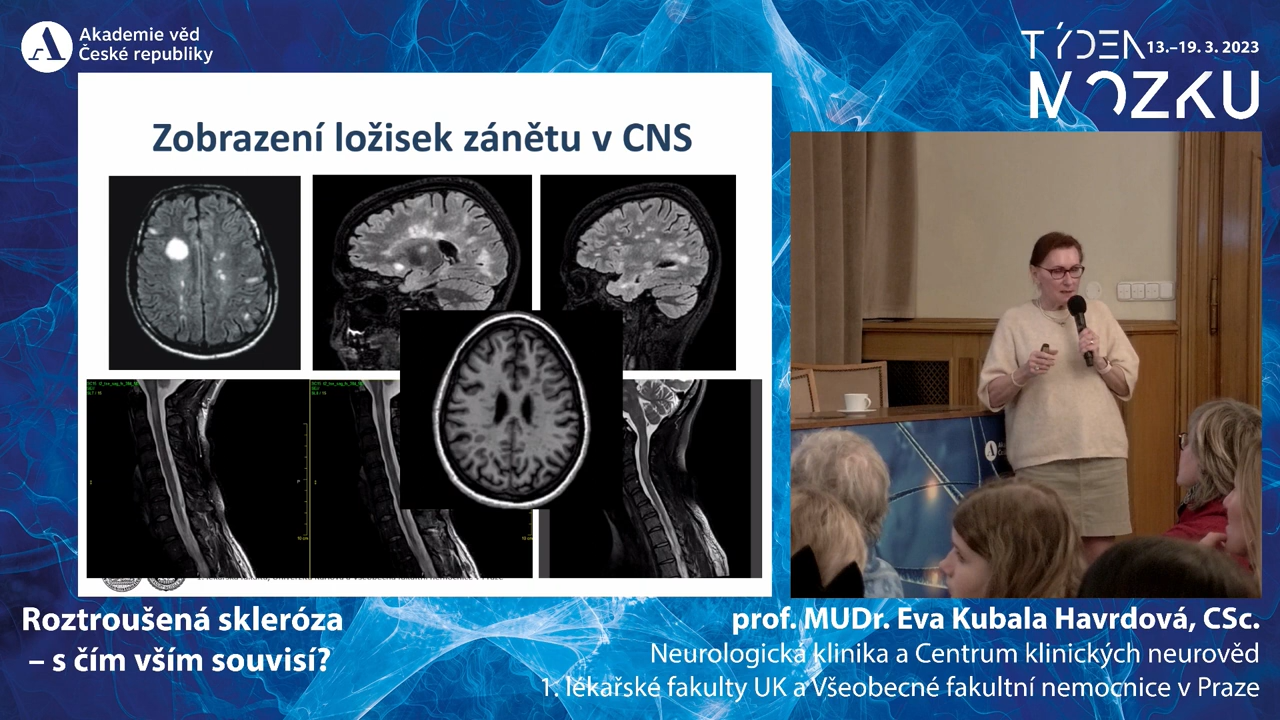 Akademie věd
České republiky
TÝDEN 13.–19. 3. 2023
MOZKU
Zobrazení ložisek zánětu v CNS
Roztroušená skleróza
– s čím vším souvisí?
prof. MUDr. Eva Kubala Havrdová, CSc.
Neurologická klinika a Centrum klinických neurověd
1. lékařské fakulty UK a Všeobecné fakultní nemocnice v Praze